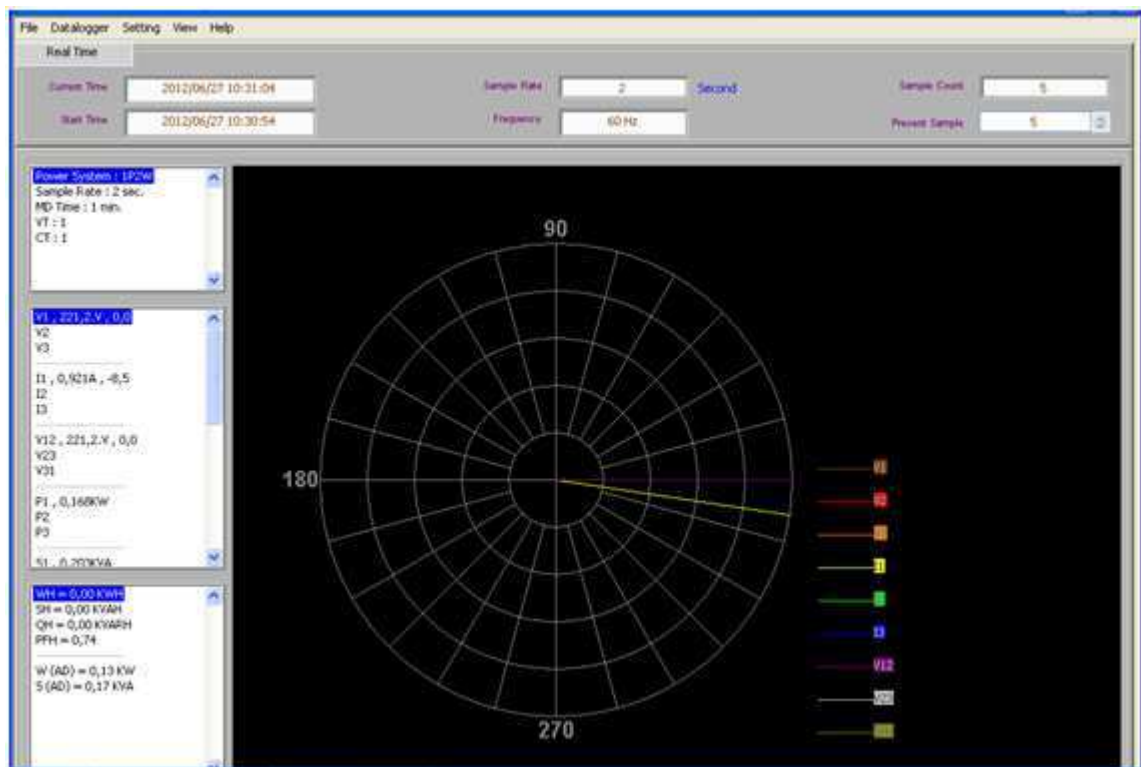 File Datalogger Setting View Help
Real Time
Current Time 2012/06/27 10:31:04 Sample Rate 2 Second Sample Count 5
Start Time 2012/06/27 10:30:54 Frequency 60 Hz Present Sample 5
Power System : 1P2W
Sample Rate : 2 sec.
MD Time : 1 min.
VT : 1
CT : 1
V1 , 221,2.V , 0,0
V2
V3
I1 , 0,921A , -8,5
I2
I3
V12 , 221,2.V , 0,0
V23
V31
P1 , 0,168KW
P2
P3
S1 , 0,203KVA
WH = 0,00 KWH
SH = 0,00 KVAH
QH = 0,00 KVARH
PFH = 0,74
W (AD) = 0,13 KW
S (AD) = 0,17 KVA
90
180
270
V1
V2
I1
I3
V12
V23